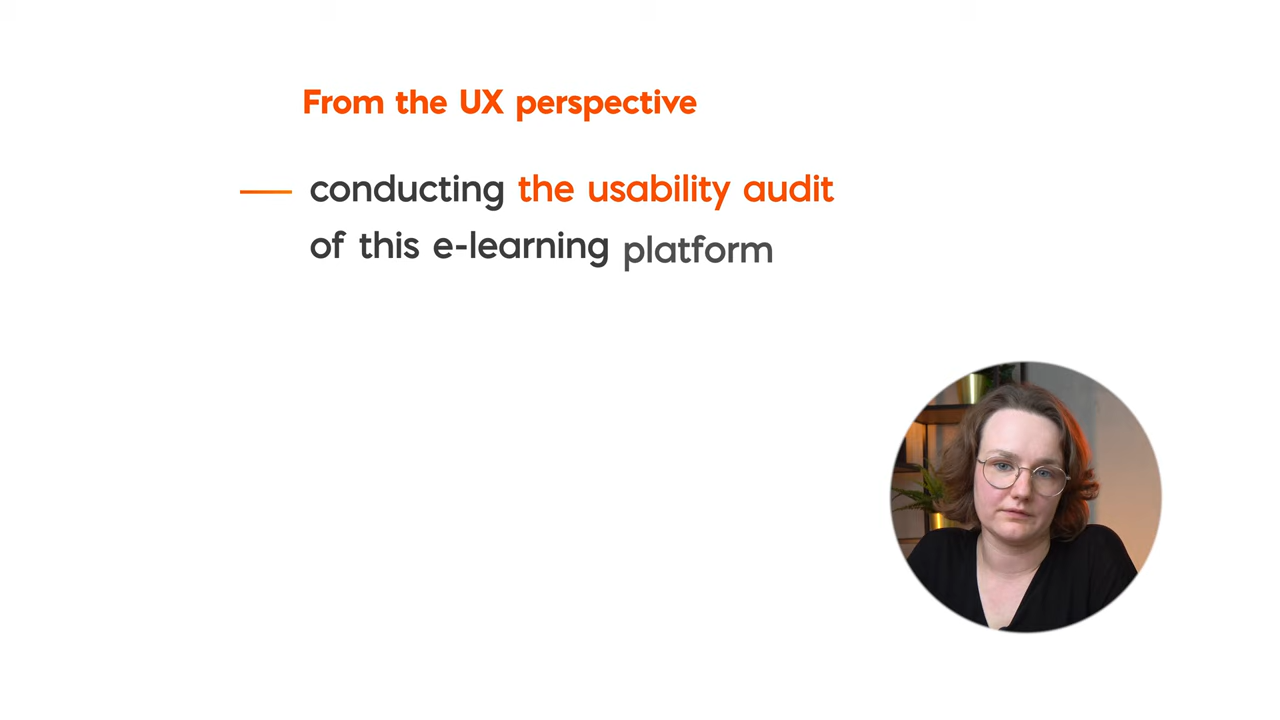 From the UX perspective
conducting the usability audit
of this e-learning platform